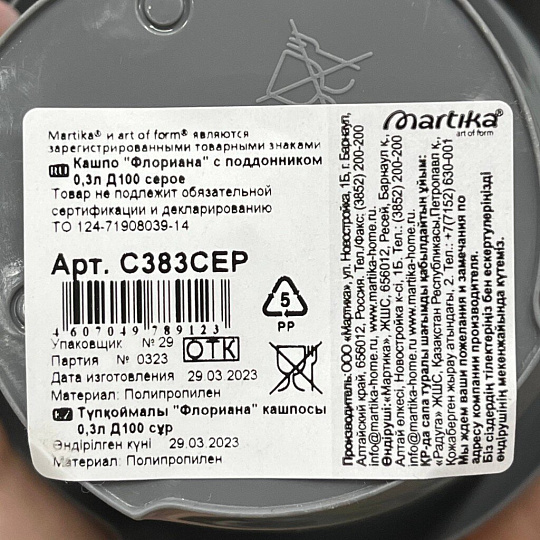 Martika® и art of form® являются
зарегистрированными товарными знаками
Кашпо "Флориана" с поддонником
0,3л Д100 серое
Товар не подлежит обязательной
сертификации и декларированию
ТО 124-71908039-14
Арт. С383СЕР
4 607049 789123
5
PP
Упаковщик № 29
ОТК
Партия № 0323
Дата изготовления 29.03.2023
Материал: Полипропилен
Түпқоймалы "Флориана" кашпосы
0,3л Д100 сұр
Өндірілген күні 29.03.2023
Материал: Полипропилен
martika®
art of form
Производитель: ООО «Мартика», ул. Новостройка, 1Б, г. Барнаул,
Алтайский край, 656012, Россия, Тел./Факс: (3852) 200-200
info@martika-home.ru, www.martika-home.ru
Өндіруші: «Мартика» ЖШС, 656012, Ресей, Барнаул қ,
Алтай өлкесі, Новостройка к-сі, 1Б, Тел.: (3852) 200-200
info@martika-home.ru, www.martika-home.ru
ҚР-да сапа туралы шағымды қабылдайтын ұйым:
«Радуга» ЖШС, Қазақстан Республикасы,Петропавл қ,
Кожаберген жырау атындағы, 2. Тел.: +7(7152) 630-001
Мы ждем ваши пожелания и замечания по
адресу компании производителя.
Біз сіздердің тілектеріңіз бен ескертулеріңізді
өндірушінің мекенжайында күтеміз.